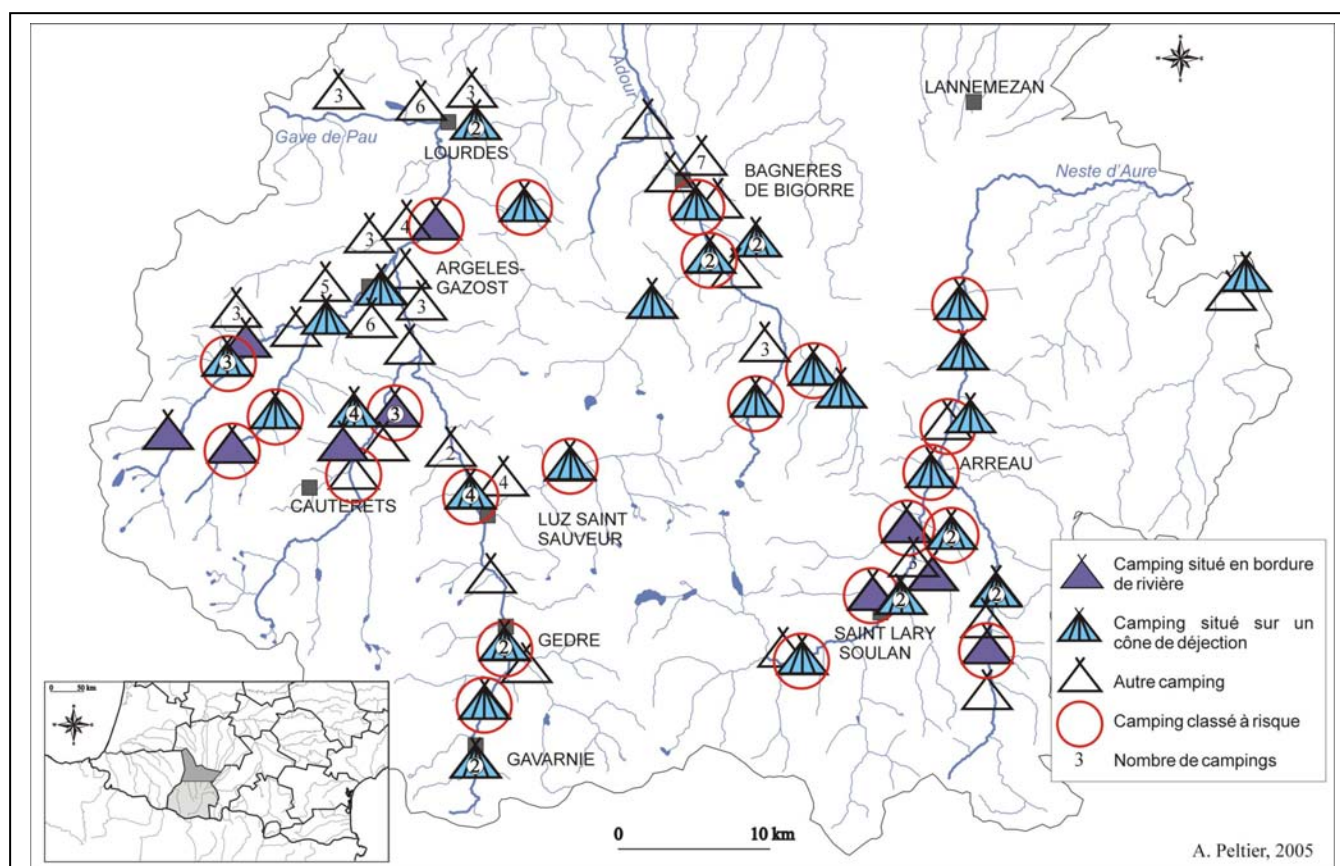 3
6
3
2
Adour
LANNEMEZAN
Gave de Pau
LOURDES
7
BAGNERES
DE BIGORRE
Neste d'Aure
4
3
2
2
ARGELES-
GAZOST
5
3
3
6
3
3
4
3
2
ARREAU
4
4
CAUTERETS
LUZ SAINT
SAUVEUR
2
3
2
2
SAINT LARY
SOULAN
GEDRE
2
GAVARNIE
2
Camping situé en bordure
de rivière
Camping situé sur un
cône de déjection
Autre camping
Camping classé à risque
3
Nombre de campings
0 50 km
0 10 km
A. Peltier, 2005